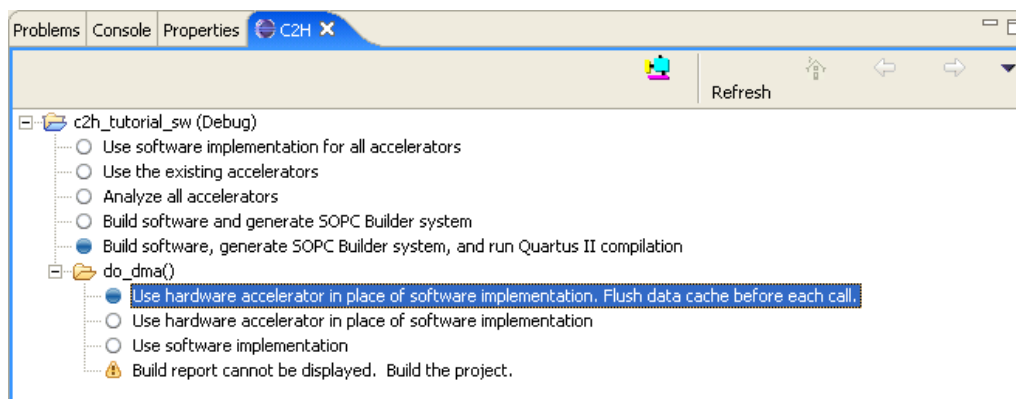 Problems Console Properties C2H
Refresh
c2h_tutorial_sw (Debug)
Use software implementation for all accelerators
Use the existing accelerators
Analyze all accelerators
Build software and generate SOPC Builder system
Build software, generate SOPC Builder system, and run Quartus II compilation
do_dma()
Use hardware accelerator in place of software implementation. Flush data cache before each call.
Use hardware accelerator in place of software implementation
Use software implementation
Build report cannot be displayed. Build the project.